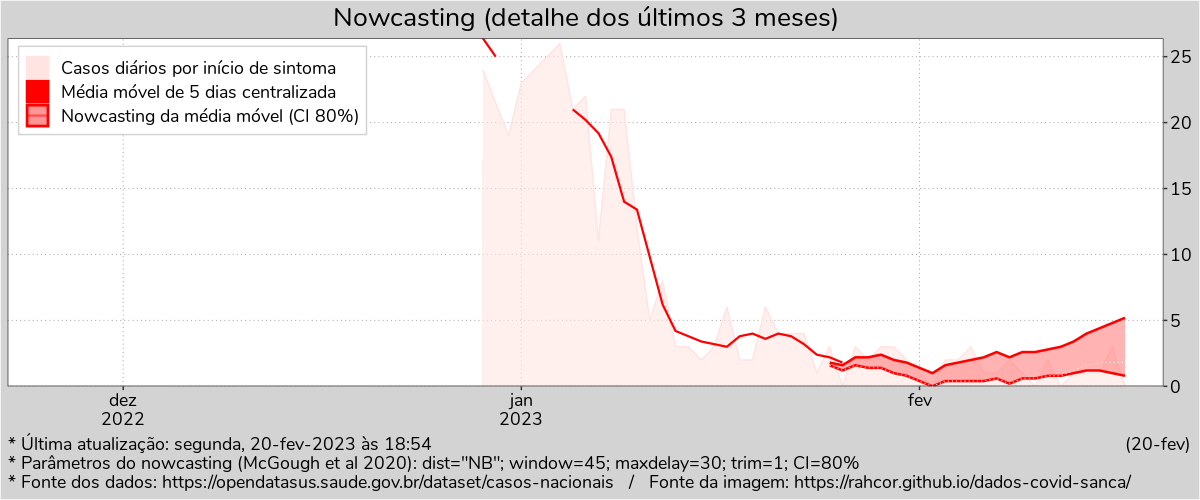 Nowcasting (detalhe dos últimos 3 meses)
Casos diários por início de sintoma
Média móvel de 5 dias centralizada
Nowcasting da média móvel (CI 80%)
25
20
15
10
5
0
dez
2022
jan
2023
fev
* Última atualização: segunda, 20-fev-2023 às 18:54
(20-fev)
* Parâmetros do nowcasting (McGough et al 2020): dist="NB"; window=45; maxdelay=30; trim=1; CI=80%
* Fonte dos dados: https://opendatasus.saude.gov.br/dataset/casos-nacionais / Fonte da imagem: https://rahcor.github.io/dados-covid-sanca/